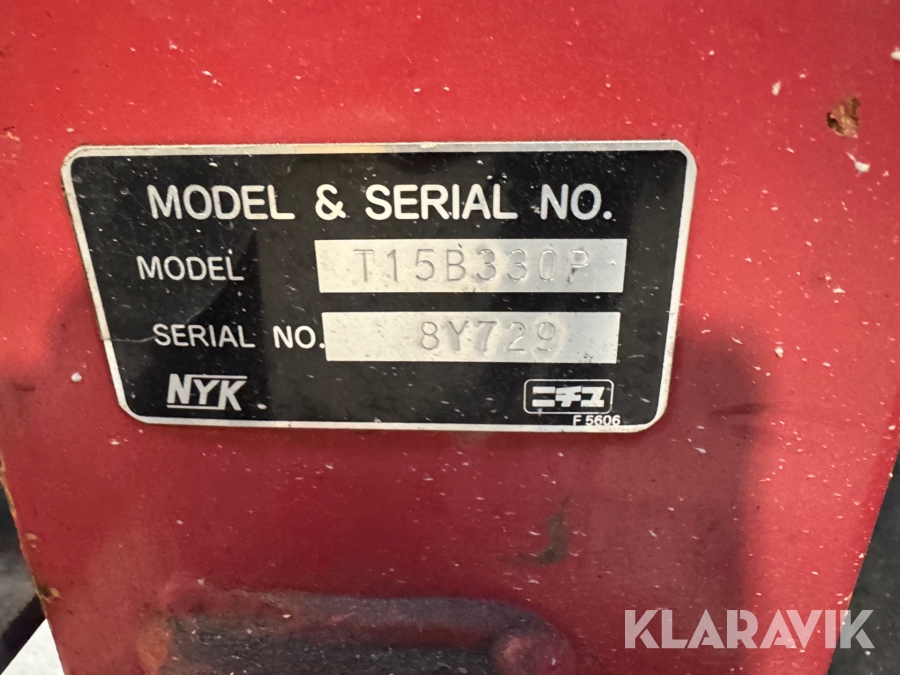 MODEL & SERIAL NO.
MODEL T15B330P
SERIAL NO. 8Y729
NYK ニチユ
F 5606
KLARAVIK